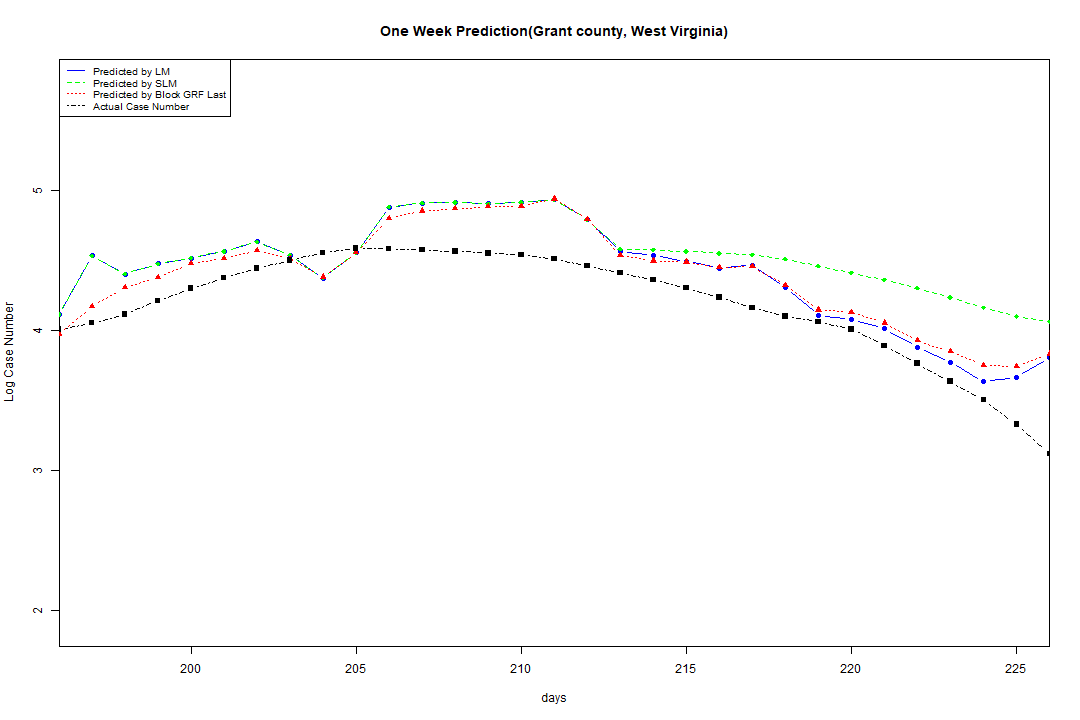 One Week Prediction(Grant county, West Virginia)
Predicted by LM
Predicted by SLM
Predicted by Block GRF Last
Actual Case Number
5
4
3
2
Log Case Number
200 205 210 215 220 225
days